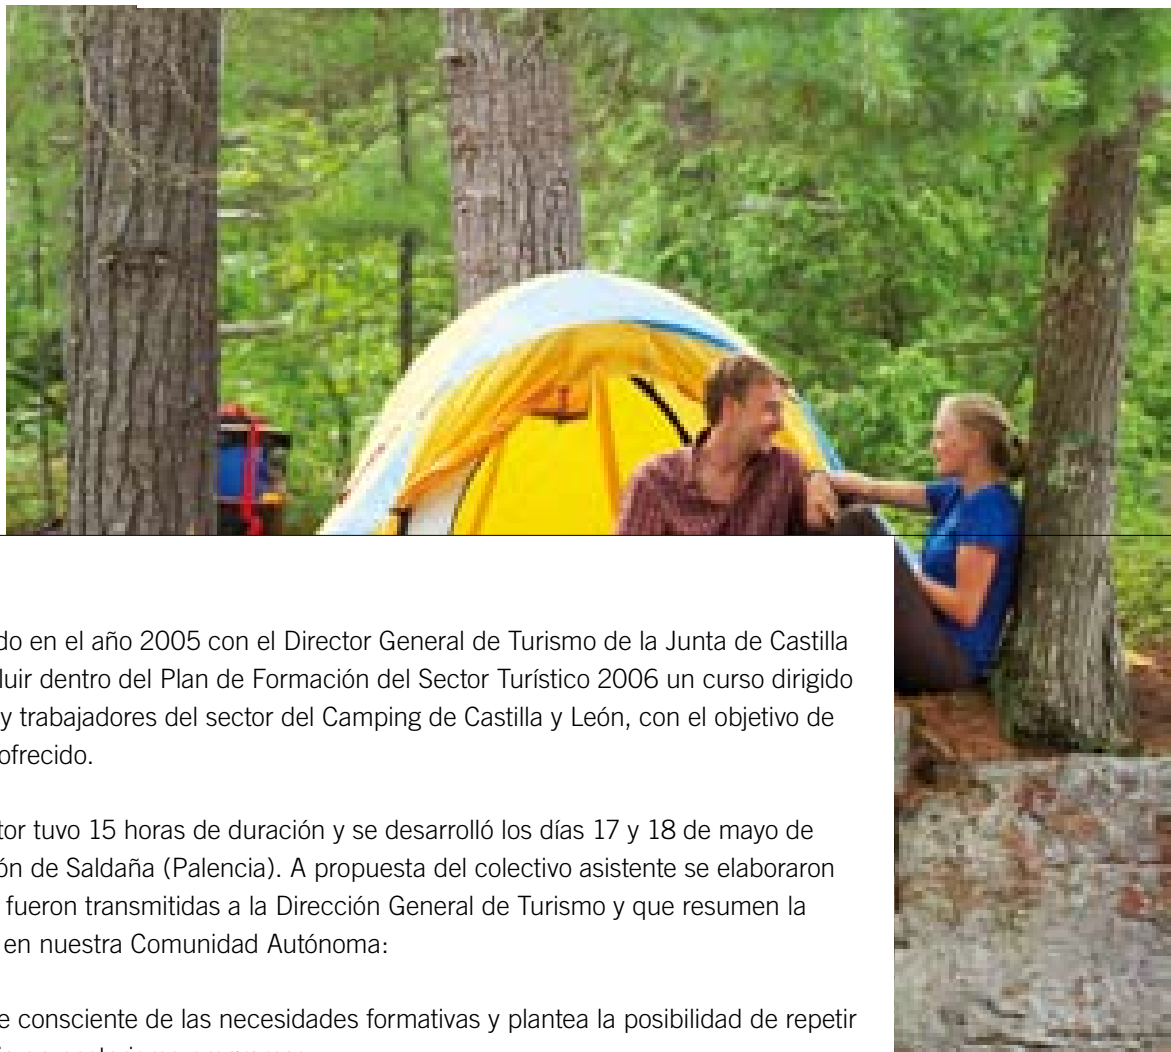 do en el año 2005 con el Director General de Turismo de la Junta de Castilla
luir dentro del Plan de Formación del Sector Turístico 2006 un curso dirigido
y trabajadores del sector del Camping de Castilla y León, con el objetivo de
ofrecido.
tor tuvo 15 horas de duración y se desarrolló los días 17 y 18 de mayo de
ón de Saldaña (Palencia). A propuesta del colectivo asistente se elaboraron
fueron transmitidas a la Dirección General de Turismo y que resumen la
en nuestra Comunidad Autónoma:
e consciente de las necesidades formativas y plantea la posibilidad de repetir